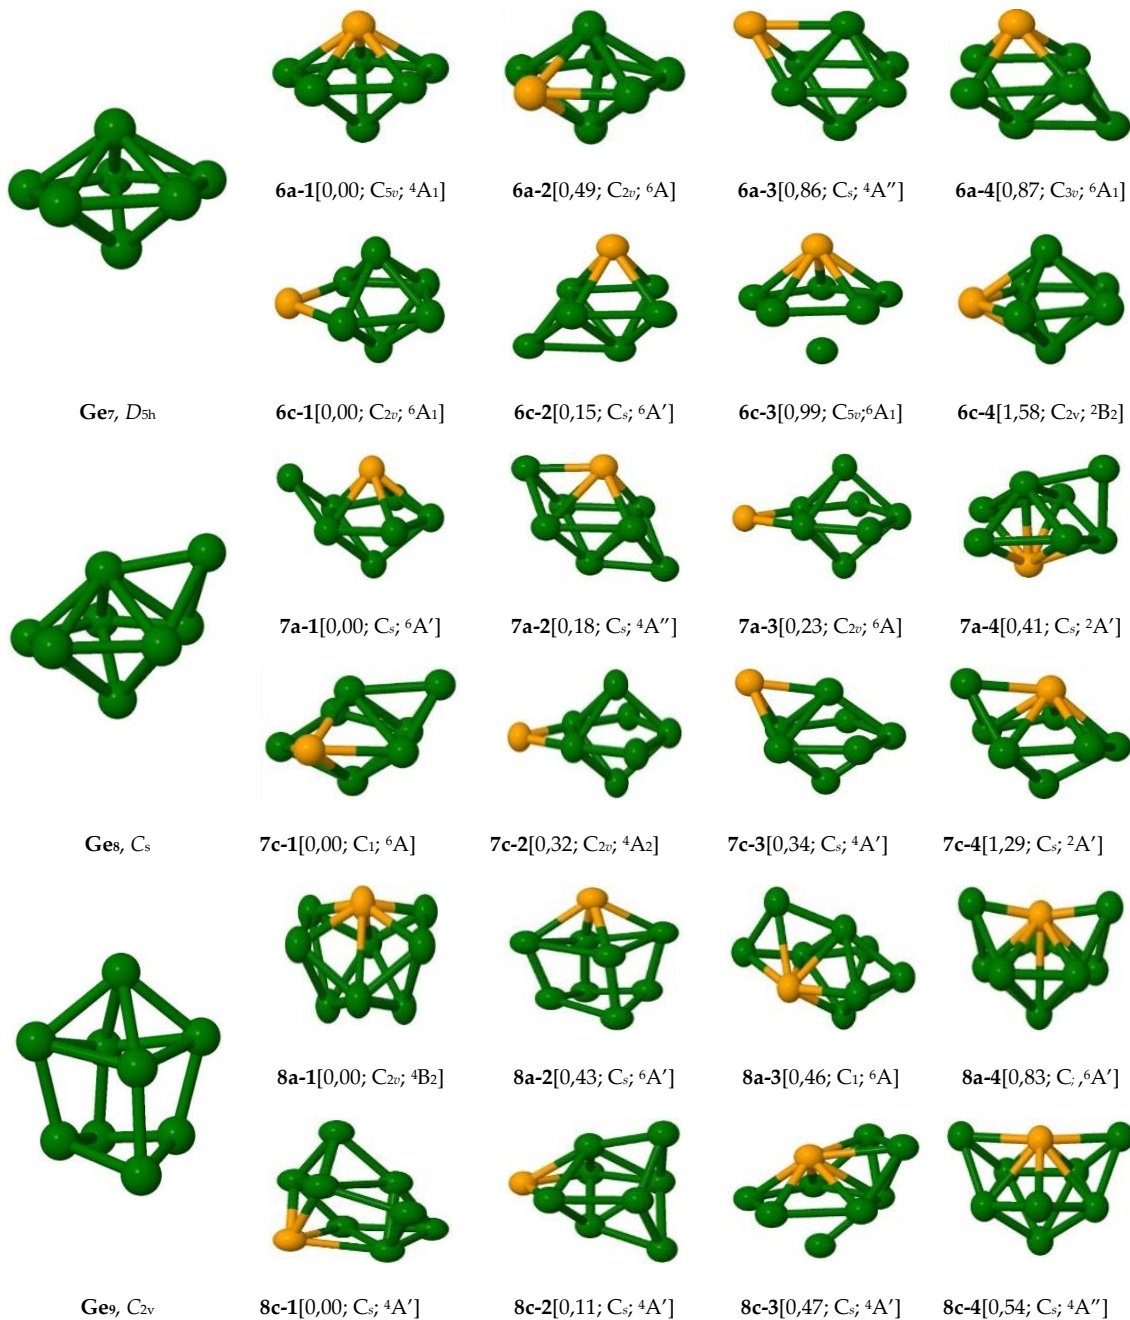 6a-1[0,00; C5v; ⁴A1] 6a-2[0,49; C2v; ⁶A] 6a-3[0,86; Cs; ⁴A″] 6a-4[0,87; C3v; ⁶A1]
Ge7, D5h 6c-1[0,00; C2v; ⁶A1] 6c-2[0,15; Cs; ⁶A′] 6c-3[0,99; C5v;⁶A1] 6c-4[1,58; C2v; ²B2]
7a-1[0,00; Cs; ⁶A′] 7a-2[0,18; Cs; ⁴A″] 7a-3[0,23; C2v; ⁶A] 7a-4[0,41; Cs; ²A′]
Ge8, Cs 7c-1[0,00; C1; ⁶A] 7c-2[0,32; C2v; ⁴A2] 7c-3[0,34; Cs; ⁴A′] 7c-4[1,29; Cs; ²A′]
8a-1[0,00; C2v; ⁴B2] 8a-2[0,43; Cs; ⁶A′] 8a-3[0,46; C1; ⁶A] 8a-4[0,83; C; ,⁶A′]
Ge9, C2v 8c-1[0,00; Cs; ⁴A′] 8c-2[0,11; Cs; ⁴A′] 8c-3[0,47; Cs; ⁴A′] 8c-4[0,54; Cs; ⁴A″]